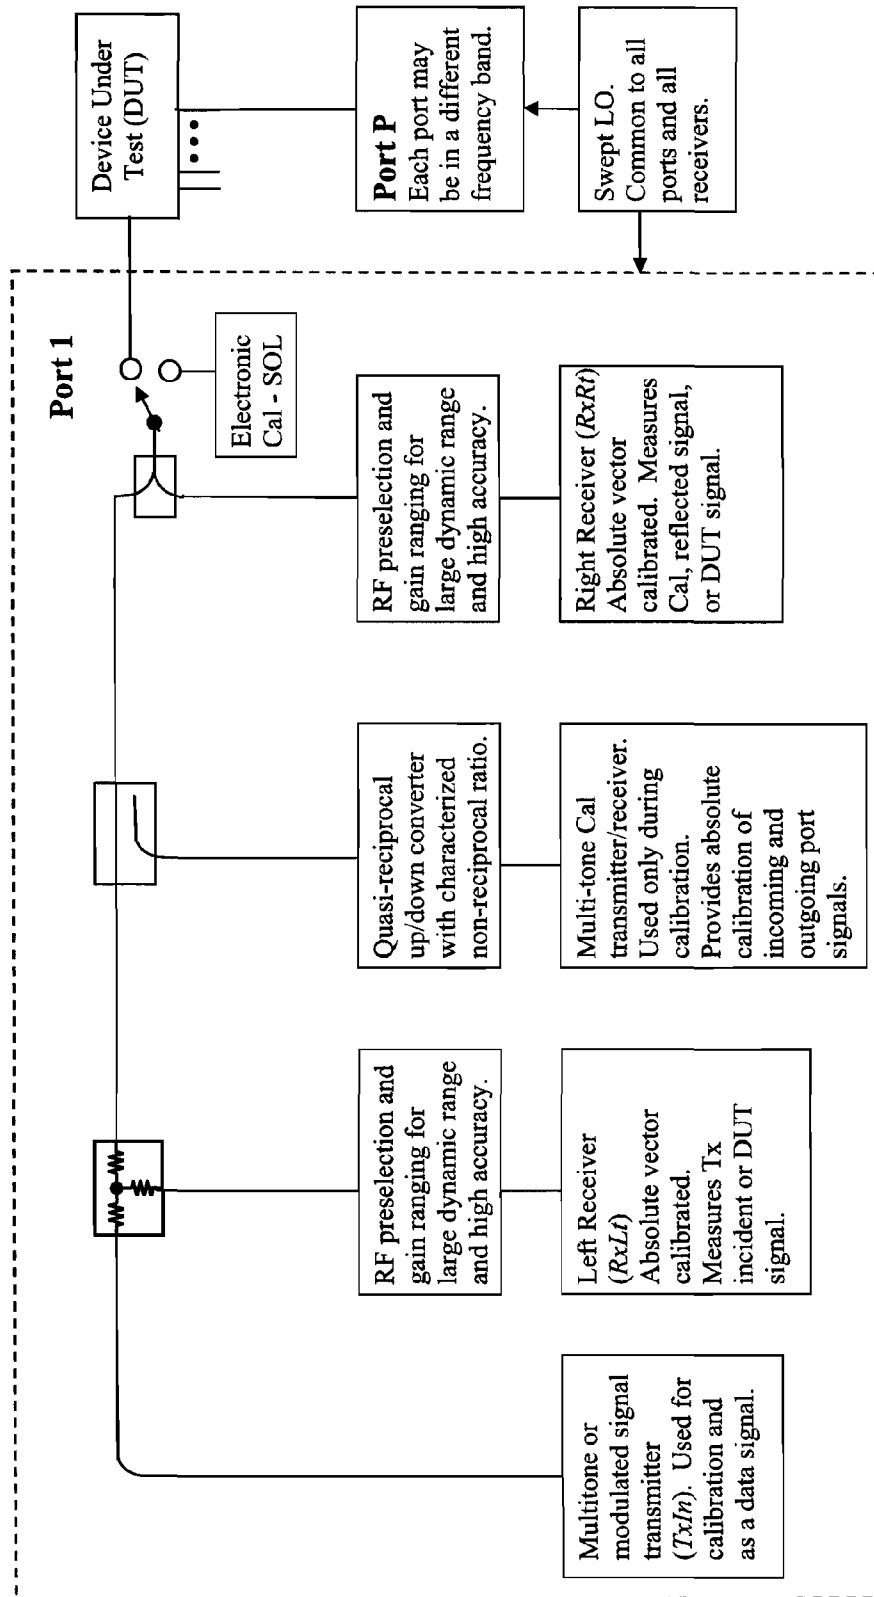 Port 1
Device Under
Test (DUT)
Port P
Each port may
be in a different
frequency band.
Swept LO.
Common to all
ports and all
receivers.
Electronic
Cal - SOL
RF preselection and
gain ranging for
large dynamic range
and high accuracy.
Right Receiver (RxRt)
Absolute vector
calibrated. Measures
Cal, reflected signal,
or DUT signal.
Quasi-reciprocal
up/down converter
with characterized
non-reciprocal ratio.
Multi-tone Cal
transmitter/receiver.
Used only during
calibration.
Provides absolute
calibration of
incoming and
outgoing port
signals.
RF preselection and
gain ranging for
large dynamic range
and high accuracy.
Left Receiver
(RxLt)
Absolute vector
calibrated.
Measures Tx
incident or DUT
signal.
Multitone or
modulated signal
transmitter
(TxIn). Used for
calibration and
as a data signal.